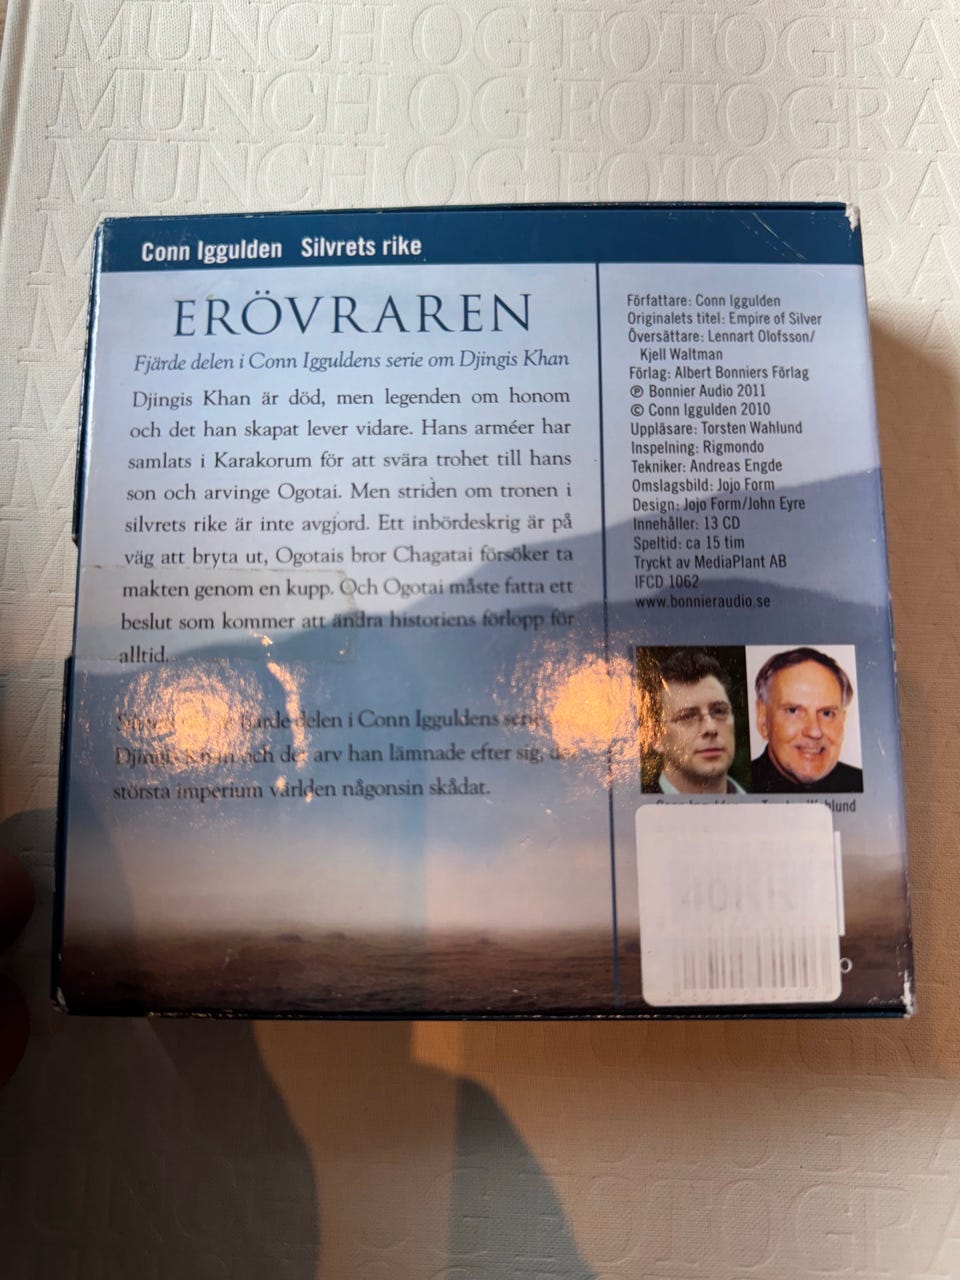 MUNCH OG FOTOGRA
MUNCH OG FOTOGRA
MUNCH OG FOTOGRA
Conn Iggulden Silvrets rike
ERÖVRAREN
Fjärde delen i Conn Igguldens serie om Djingis Khan
Djingis Khan är död, men legenden om honom
och det han skapat lever vidare. Hans arméer har
samlats i Karakorum för att svära trohet till hans
son och arvinge Ogotai. Men striden om tronen i
silvrets rike är inte avgjord. Ett inbördeskrig är på
väg att bryta ut, Ogotais bror Chagatai försöker ta
makten genom en kupp. Och Ogotai måste fatta ett
beslut som kommer att ändra historiens förlopp för
alltid.
delen i Conn Igguldens serie
Djingis Khan och det arv han lämnade efter sig,
största imperium världen någonsin skådat.
Författare: Conn Iggulden
Originalets titel: Empire of Silver
Översättare: Lennart Olofsson/
Kjell Waltman
Förlag: Albert Bonniers Förlag
℗ Bonnier Audio 2011
© Conn Iggulden 2010
Uppläsare: Torsten Wahlund
Inspelning: Rigmondo
Tekniker: Andreas Engde
Omslagsbild: Jojo Form
Design: Jojo Form/John Eyre
Innehåller: 13 CD
Speltid: ca 15 tim
Tryckt av MediaPlant AB
IFCD 1062
www.bonnieraudio.se